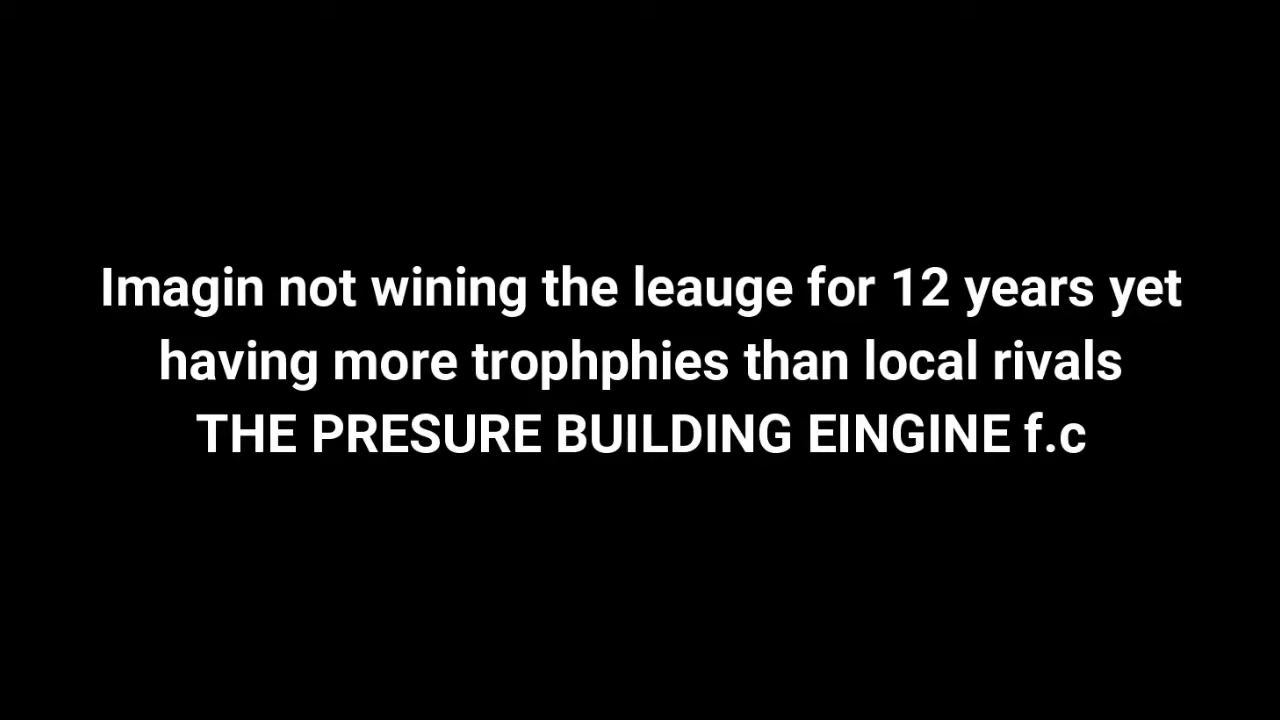 Imagin not wining the leauge for 12 years yet
having more trophphies than local rivals
THE PRESURE BUILDING EINGINE f.c